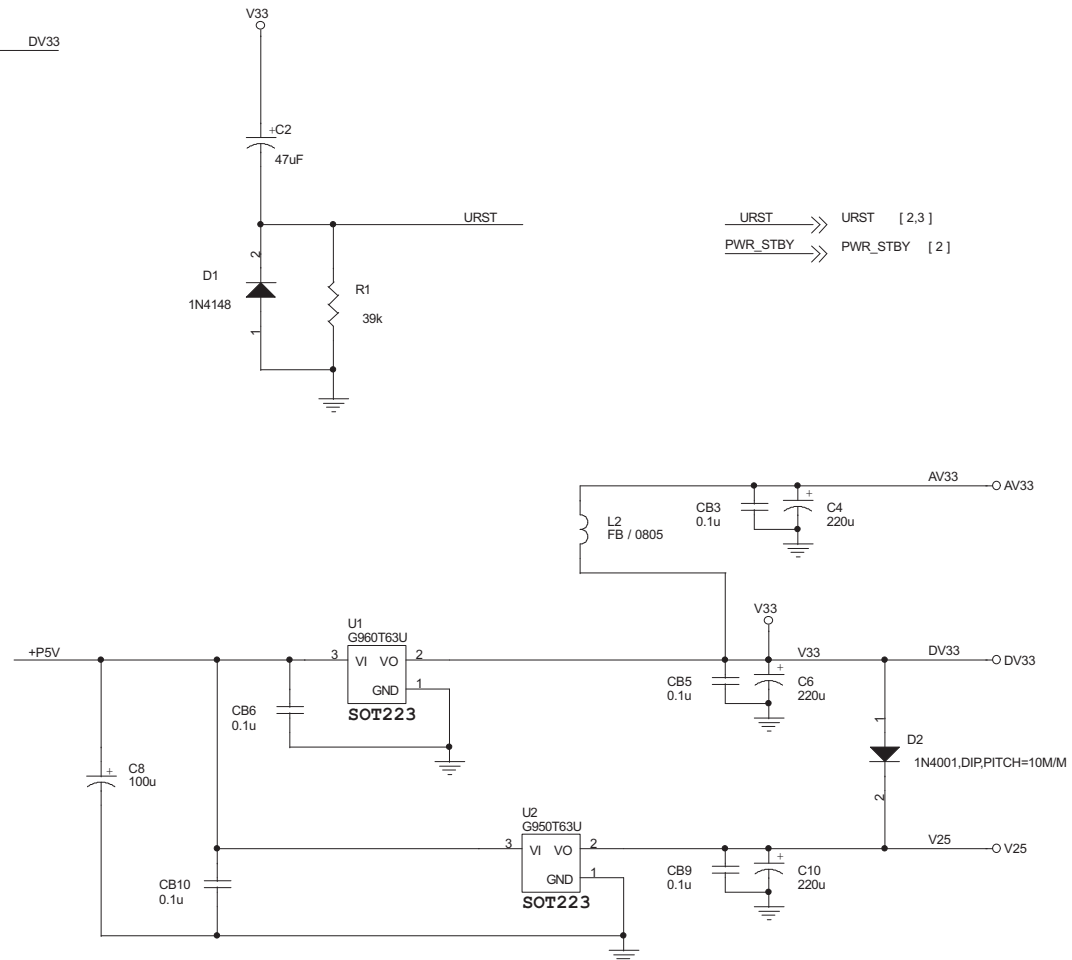 V33
DV33
+
C2
47uF
URST
URST
URST [ 2,3 ]
PWR_STBY
PWR_STBY [ 2 ]
2
D1
1N4148
1
R1
39k
AV33
AV33
CB3
0.1u
+
C4
220u
L2
FB / 0805
V33
U1
G960T63U
+P5V
3
VI VO
2
V33
DV33
DV33
GND
1
SOT223
CB6
0.1u
CB5
0.1u
+
C6
220u
1
D2
1N4001,DIP,PITCH=10M/M
2
+
C8
100u
U2
G950T63U
3
VI VO
2
V25
V25
GND
1
SOT223
CB10
0.1u
CB9
0.1u
+
C10
220u